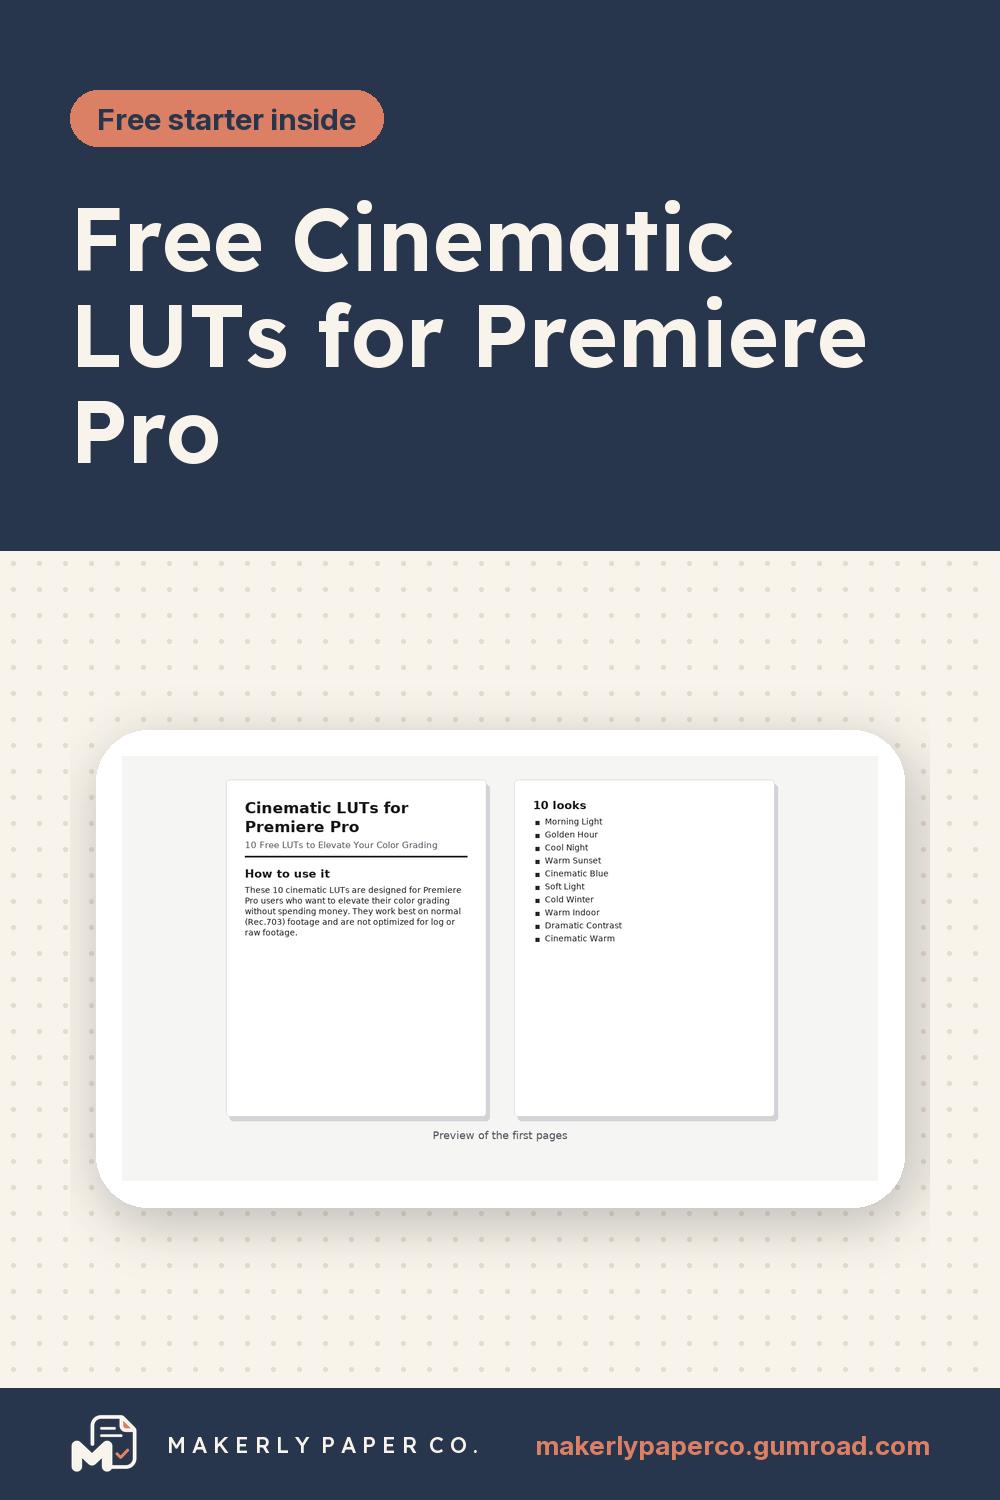 Free starter inside
Free Cinematic
LUTs for Premiere
Pro
Cinematic LUTs for
Premiere Pro
10 Free LUTs to Elevate Your Color Grading
How to use it
These 10 cinematic LUTs are designed for Premiere
Pro users who want to elevate their color grading
without spending money. They work best on normal
(Rec.703) footage and are not optimized for log or
raw footage.
10 looks
▪ Morning Light
▪ Golden Hour
▪ Cool Night
▪ Warm Sunset
▪ Cinematic Blue
▪ Soft Light
▪ Cold Winter
▪ Warm Indoor
▪ Dramatic Contrast
▪ Cinematic Warm
Preview of the first pages
MAKERLY PAPER CO.
makerlypaperco.gumroad.com